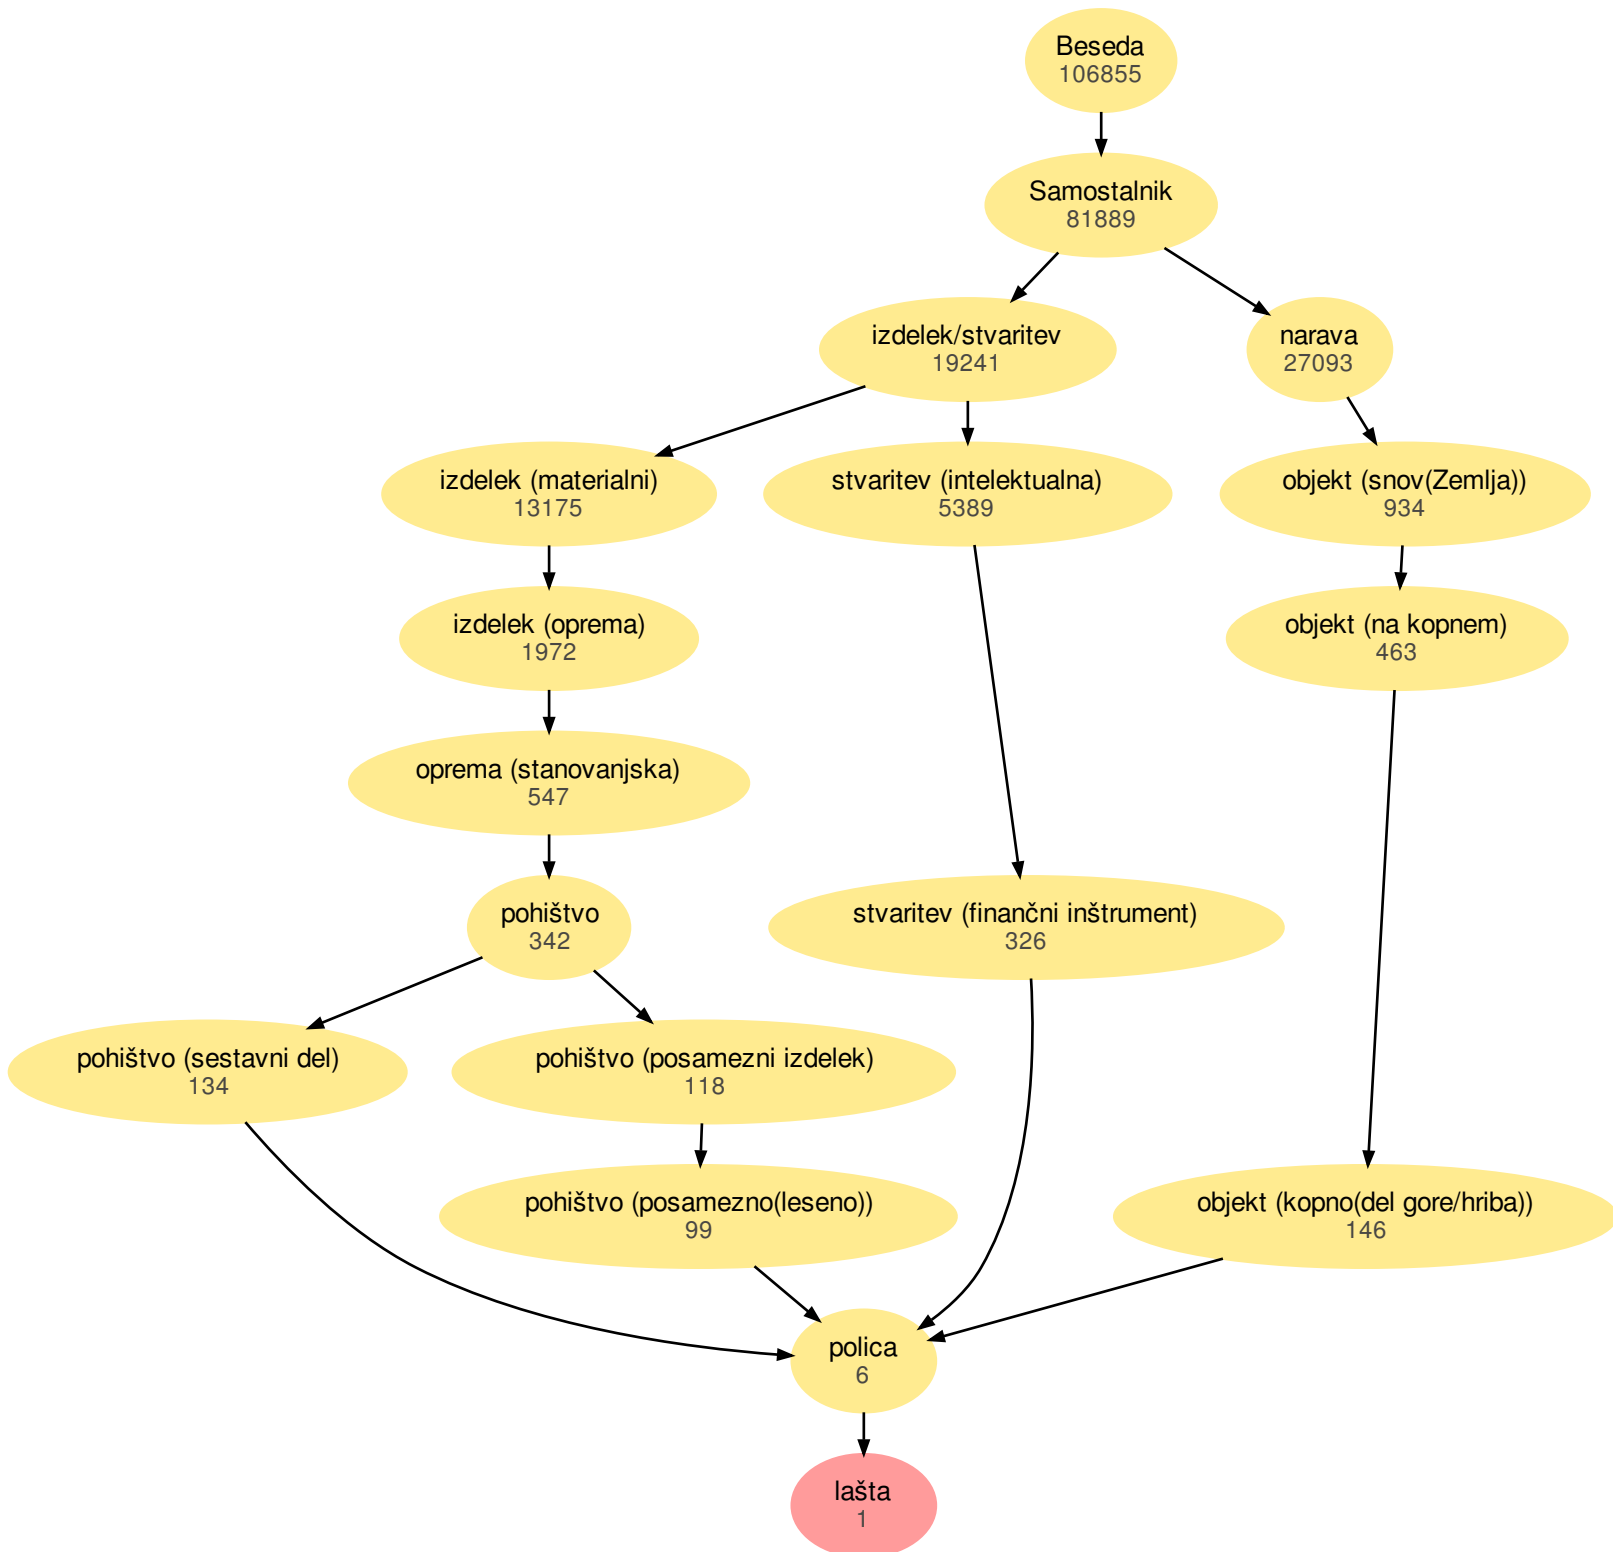 Beseda
106855
Samostalnik
81889
izdelek/stvaritev
19241
narava
27093
izdelek (materialni)
13175
stvaritev (intelektualna)
5389
objekt (snov(Zemlja))
934
izdelek (oprema)
1972
objekt (na kopnem)
463
oprema (stanovanjska)
547
pohištvo
342
stvaritev (finančni inštrument)
326
pohištvo (sestavni del)
134
pohištvo (posamezni izdelek)
118
pohištvo (posamezno(leseno))
99
objekt (kopno(del gore/hriba))
146
polica
6
lašta
1